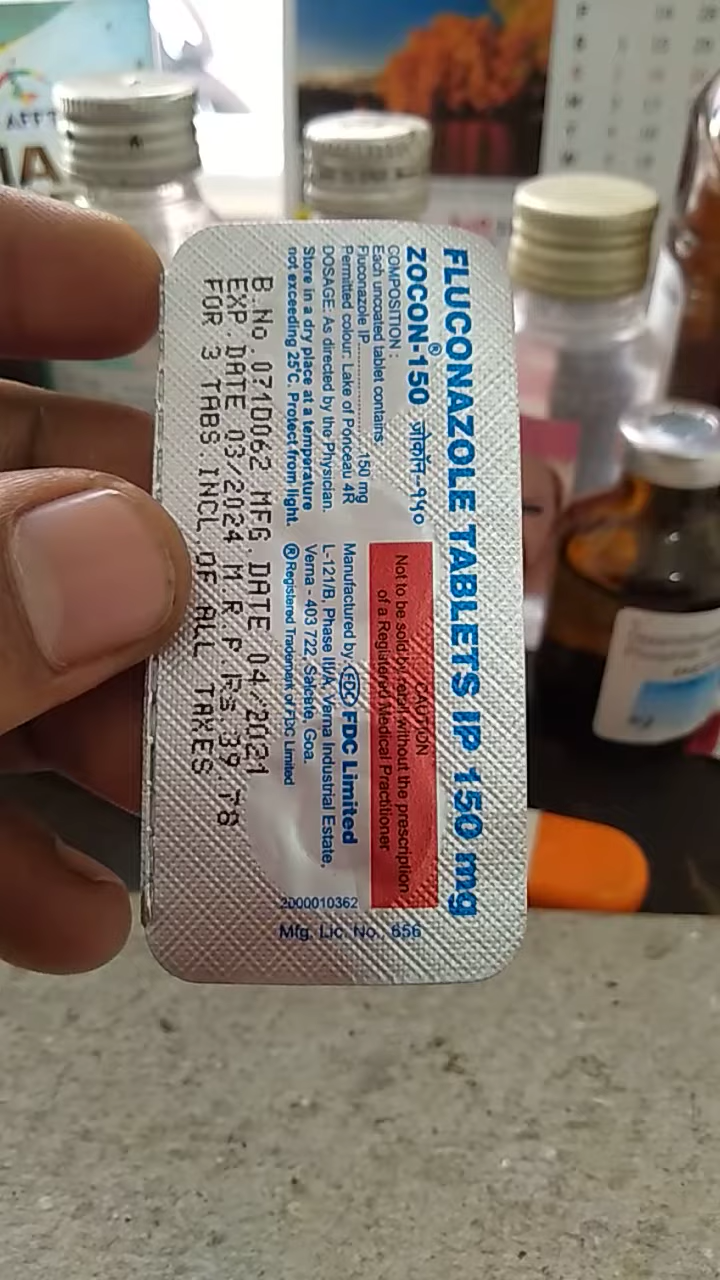 FLUCONAZOLE TABLETS IP 150 mg
ZOCON®-150 ज़ोकॉन-१५०
COMPOSITION :
Each uncoated tablet contains:
Fluconazole IP....................150 mg
Permitted colour: Lake of Ponceau 4R
DOSAGE: As directed by the Physician.
Store in a dry place at a temperature
not exceeding 25°C. Protect from light.
CAUTION
Not to be sold by retail without the prescription
of a Registered Medical Practitioner
Manufactured by FDC FDC Limited
L-121/B, Phase III/A, Verna Industrial Estate,
Verna - 403 722, Salcete, Goa.
® Registered Trademark of FDC Limited
B.No.071D062 MFG.DATE 04/2021
EXP.DATE 03/2024 M.R.P.Rs.39.78
FOR 3 TABS.INCL.OF ALL TAXES
2000010362
Mfg. Lic. No., 656